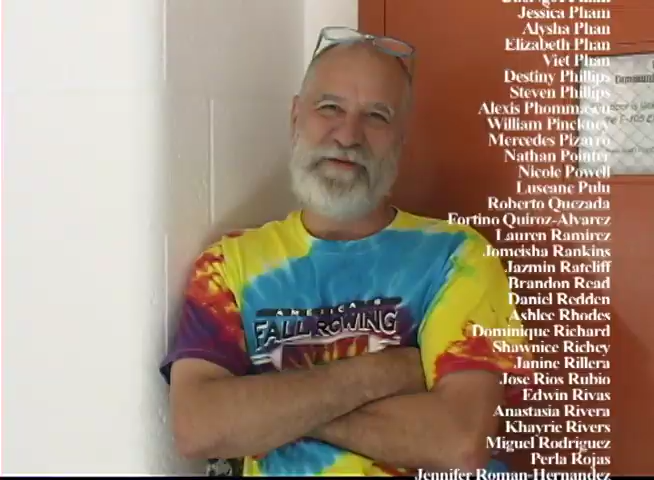 Jessica Pham
Alysha Phan
Elizabeth Phan
Viet Phan
Destiny Phillips
Steven Phillips
Alexis
William Pinckney
Mercedes Pizarro
Nathan Pointer
Nicole Powell
Luseane Pulu
Roberto Quezada
Fortino Quiroz-Alvarez
Lauren Ramirez
Jomeisha Rankins
Jazmin Ratcliff
Brandon Read
Daniel Redden
Ashlee Rhodes
Dominique Richard
Shawnice Richey
Janine Rillera
Jose Rios Rubio
Edwin Rivas
Anastasia Rivera
Khayrie Rivers
Miguel Rodriguez
Perla Rojas
Jennifer Roman-Hernandez
AMERICA'S
FALL ROWING